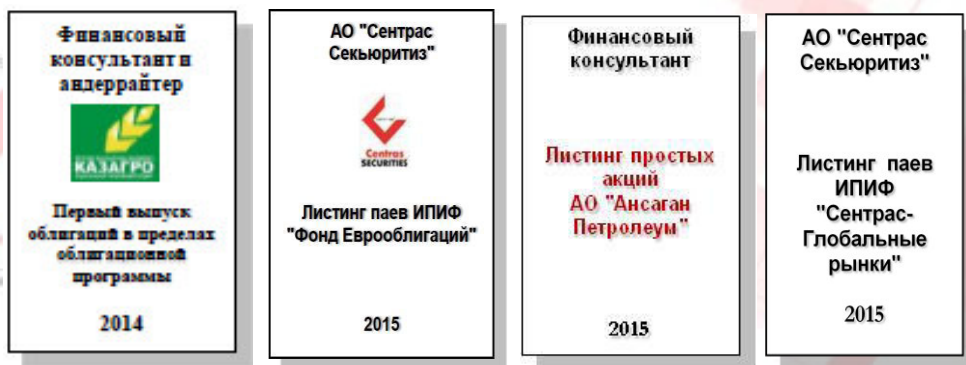 Финансовый
консультант и
андеррайтер
КАЗАГРО
Первый выпуск
облигаций в пределах
облигационной
программы
2014
АО "Сентрас
Секьюритиз"
Centras
SECURITIES
Листинг паев ИПИФ
"Фонд Еврооблигаций"
2015
Финансовый
консультант
Листинг простых
акций
АО "Ансаган
Петролеум"
2015
АО "Сентрас
Секьюритиз"
Листинг паев
ИПИФ
"Сентрас-
Глобальные
рынки"
2015